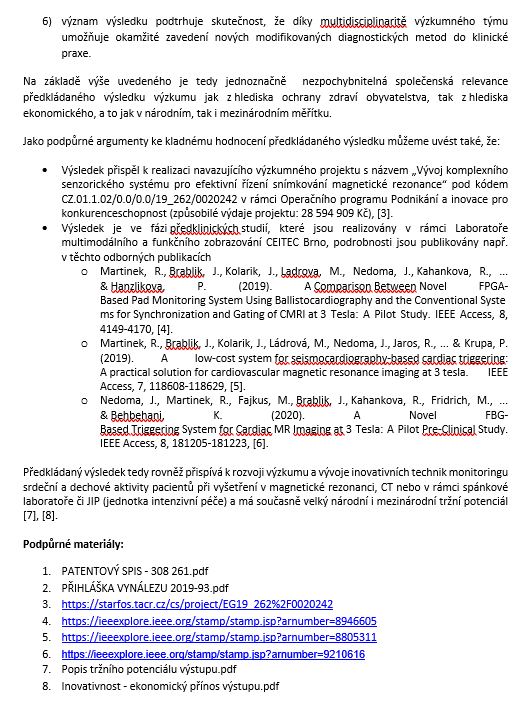 6) význam výsledku podtrhuje skutečnost, že díky multidisciplinaritě výzkumného týmu
umožňuje okamžité zavedení nových modifikovaných diagnostických metod do klinické
praxe.
Na základě výše uvedeného je tedy jednoznačně nezpochybnitelná společenská relevance
předkládaného výsledku výzkumu jak z hlediska ochrany zdraví obyvatelstva, tak z hlediska
ekonomického, a to jak v národním, tak i mezinárodním měřítku.
Jako podpůrné argumenty ke kladnému hodnocení předkládaného výsledku můžeme uvést také, že:
• Výsledek přispěl k realizaci navazujícího výzkumného projektu s názvem „Vývoj komplexního
senzorického systému pro efektivní řízení snímkování magnetické rezonance" pod kódem
CZ.01.1.02/0.0/0.0/19_262/0020242 v rámci Operačního programu Podnikání a inovace pro
konkurenceschopnost (způsobilé výdaje projektu: 28 594 909 Kč), [3].
• Výsledek je ve fázi předklinických studií, které jsou realizovány v rámci Laboratoře
multimodálního a funkčního zobrazování CEITEC Brno, podrobnosti jsou publikovány např.
v těchto odborných publikacích
o Martinek, R., Brablik, J., Kolarik, J., Ladrova, M., Nedoma, J., Kahankova, R., ...
& Hanzlikova, P. (2019). A Comparison Between Novel FPGA-
Based Pad Monitoring System Using Ballistocardiography and the Conventional Syste
ms for Synchronization and Gating of CMRI at 3 Tesla: A Pilot Study. IEEE Access, 8,
4149-4170, [4].
o Martinek, R., Brablik, J., Kolarik, J., Ládrová, M., Nedoma, J., Jaros, R., ... & Krupa, P.
(2019). A low-cost system for seismocardiography-based cardiac triggering:
A practical solution for cardiovascular magnetic resonance imaging at 3 tesla. IEEE
Access, 7, 118608-118629, [5].
o Nedoma, J., Martinek, R., Fajkus, M., Brablik, J., Kahankova, R., Fridrich, M., ...
& Behbehani, K. (2020). A Novel FBG-
Based Triggering System for Cardiac MR Imaging at 3 Tesla: A Pilot Pre-Clinical Study.
IEEE Access, 8, 181205-181223, [6].
Předkládaný výsledek tedy rovněž přispívá k rozvoji výzkumu a vývoje inovativních technik monitoringu
srdeční a dechové aktivity pacientů při vyšetření v magnetické rezonanci, CT nebo v rámci spánkové
laboratoře či JIP (jednotka intenzivní péče) a má současně velký národní i mezinárodní tržní potenciál
[7], [8].
Podpůrné materiály:
1. PATENTOVÝ SPIS - 308 261.pdf
2. PŘIHLÁŠKA VYNÁLEZU 2019-93.pdf
3. https://starfos.tacr.cz/cs/project/EG19_262%2F0020242
4. https://ieeexplore.ieee.org/stamp/stamp.jsp?arnumber=8946605
5. https://ieeexplore.ieee.org/stamp/stamp.jsp?arnumber=8805311
6. https://ieeexplore.ieee.org/stamp/stamp.jsp?arnumber=9210616
7. Popis tržního potenciálu výstupu.pdf
8. Inovativnost - ekonomický přínos výstupu.pdf